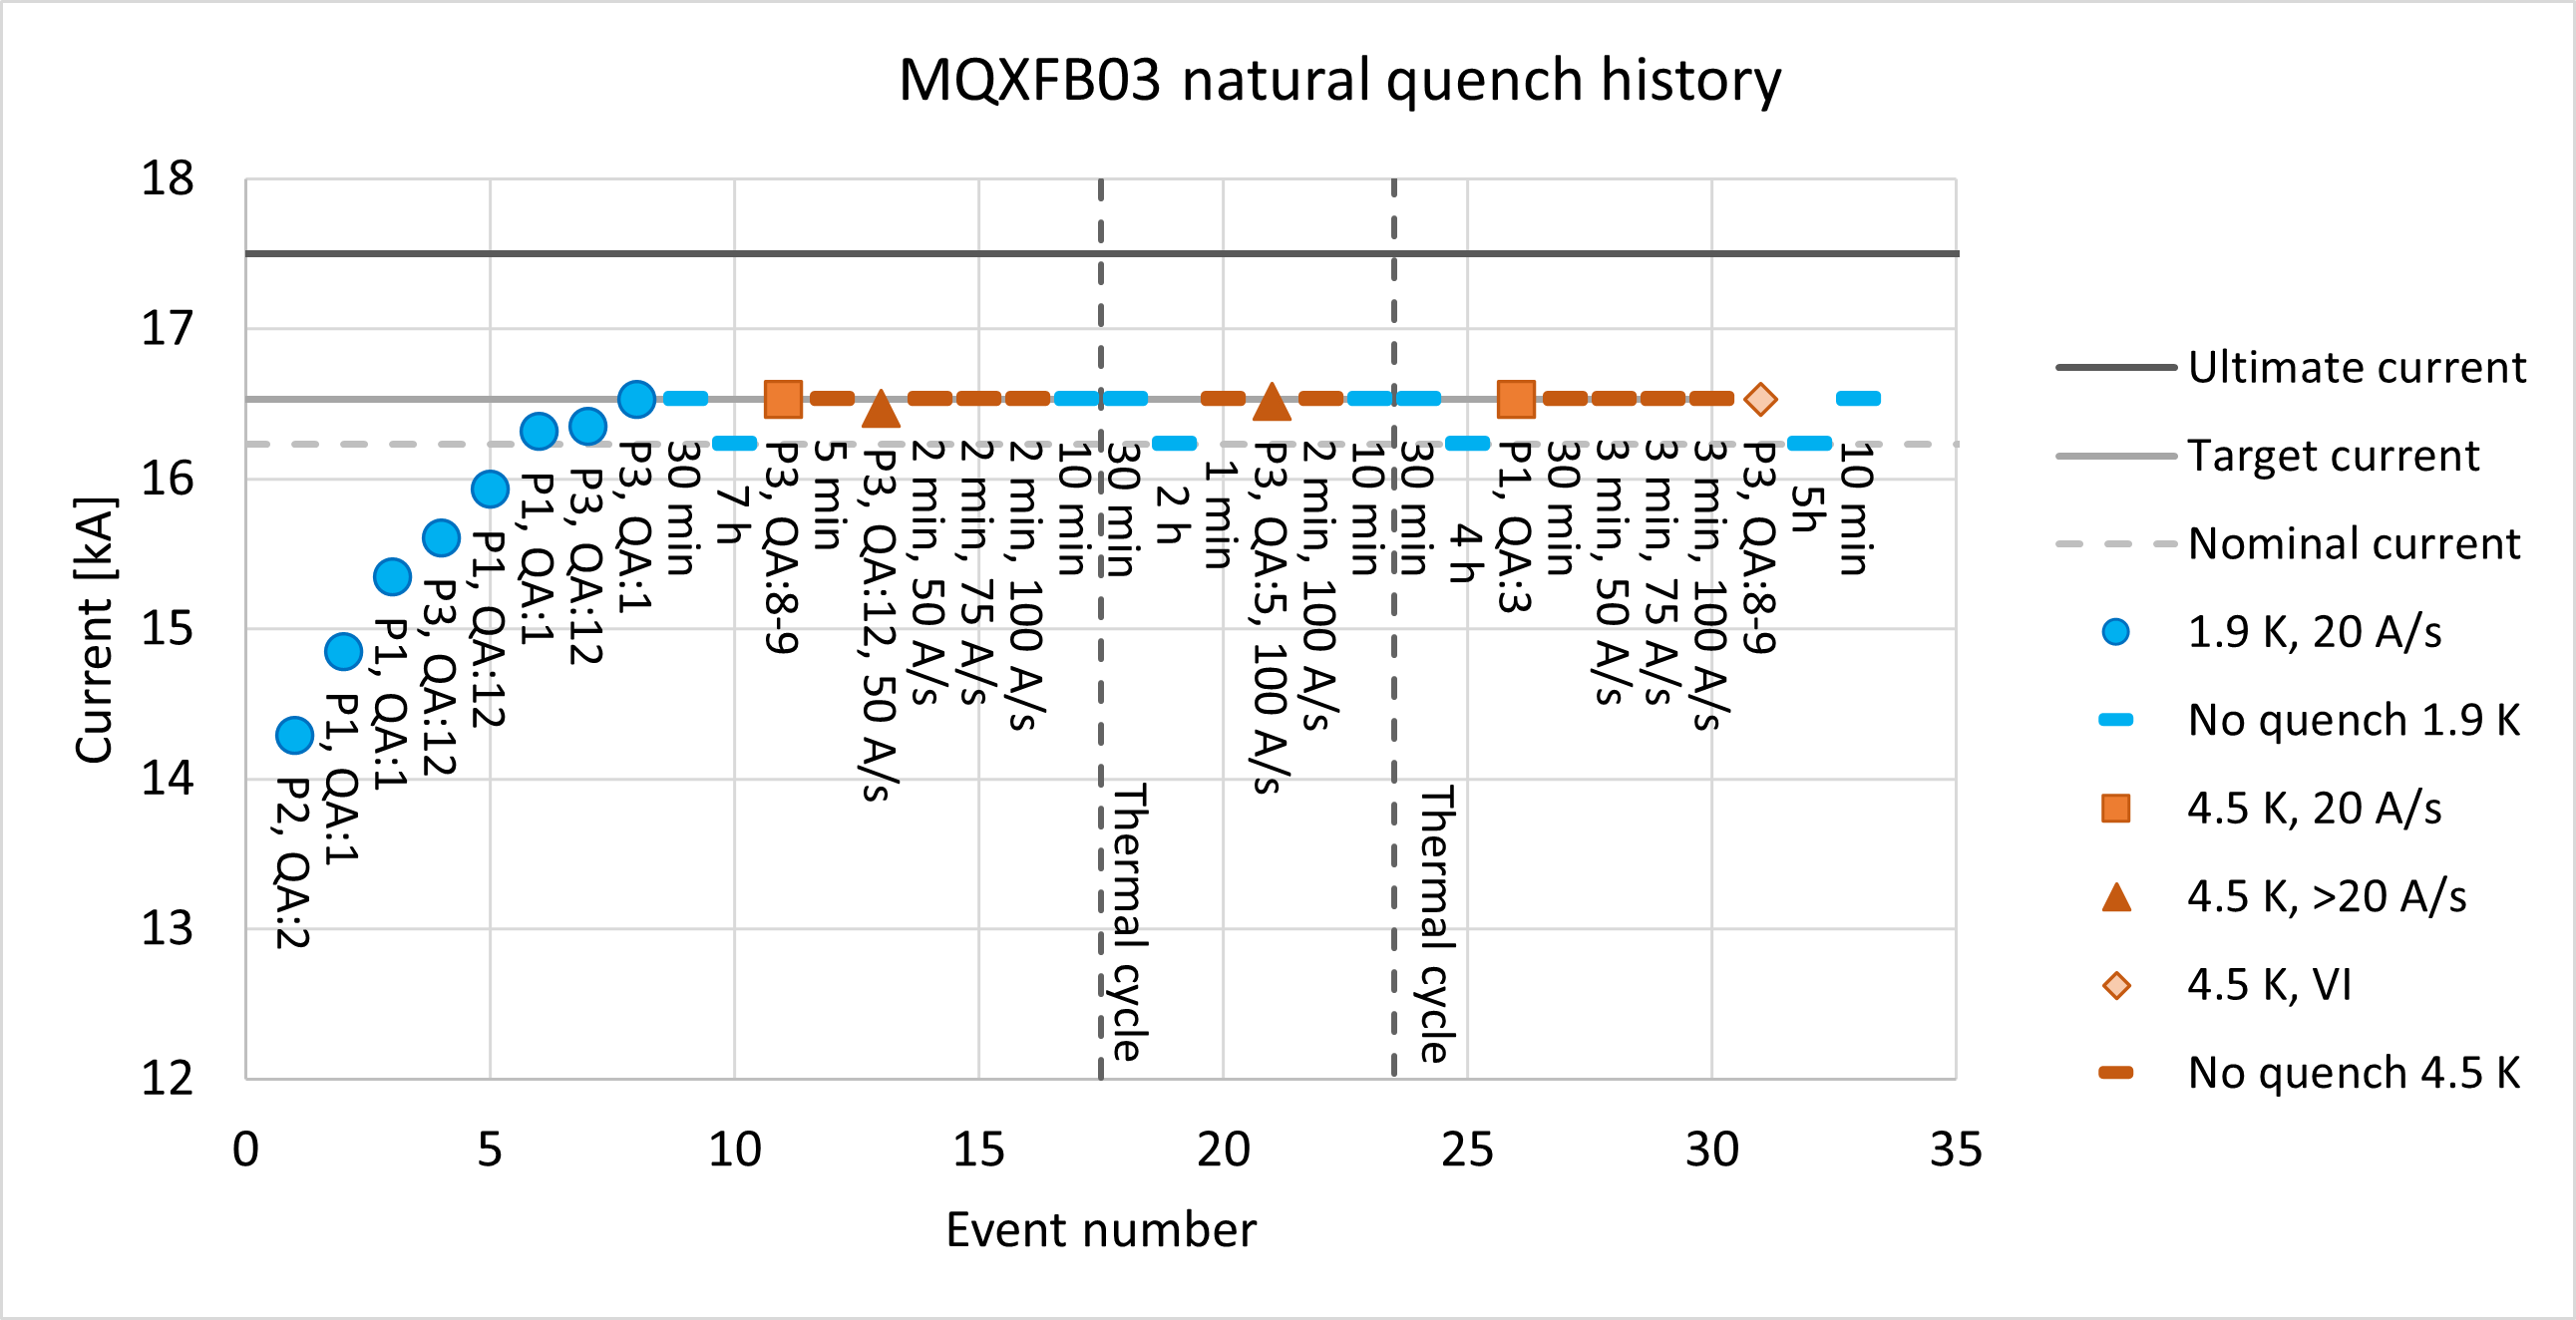 MQXFB03 natural quench history
18
17
16
15
14
13
12
Current [kA]
0
5
10
15
20
25
30
35
Event number
P2, QA:2
P1, QA:1
P1, QA:1
P3, QA:12
P1, QA:12
P1, QA:1
P3, QA:12
P3, QA:1
30 min
7 h
P3, QA:8-9
5 min
P3, QA:12, 50 A/s
2 min, 50 A/s
2 min, 75 A/s
2 min, 100 A/s
10 min
Thermal cycle
30 min
2 h
1 min
P3, QA:5, 100 A/s
2 min, 100 A/s
10 min
Thermal cycle
30 min
4 h
P1, QA:3
30 min
3 min, 50 A/s
3 min, 75 A/s
3 min, 100 A/s
P3, QA:8-9
5h
10 min
Ultimate current
Target current
Nominal current
1.9 K, 20 A/s
No quench 1.9 K
4.5 K, 20 A/s
4.5 K, >20 A/s
4.5 K, VI
No quench 4.5 K